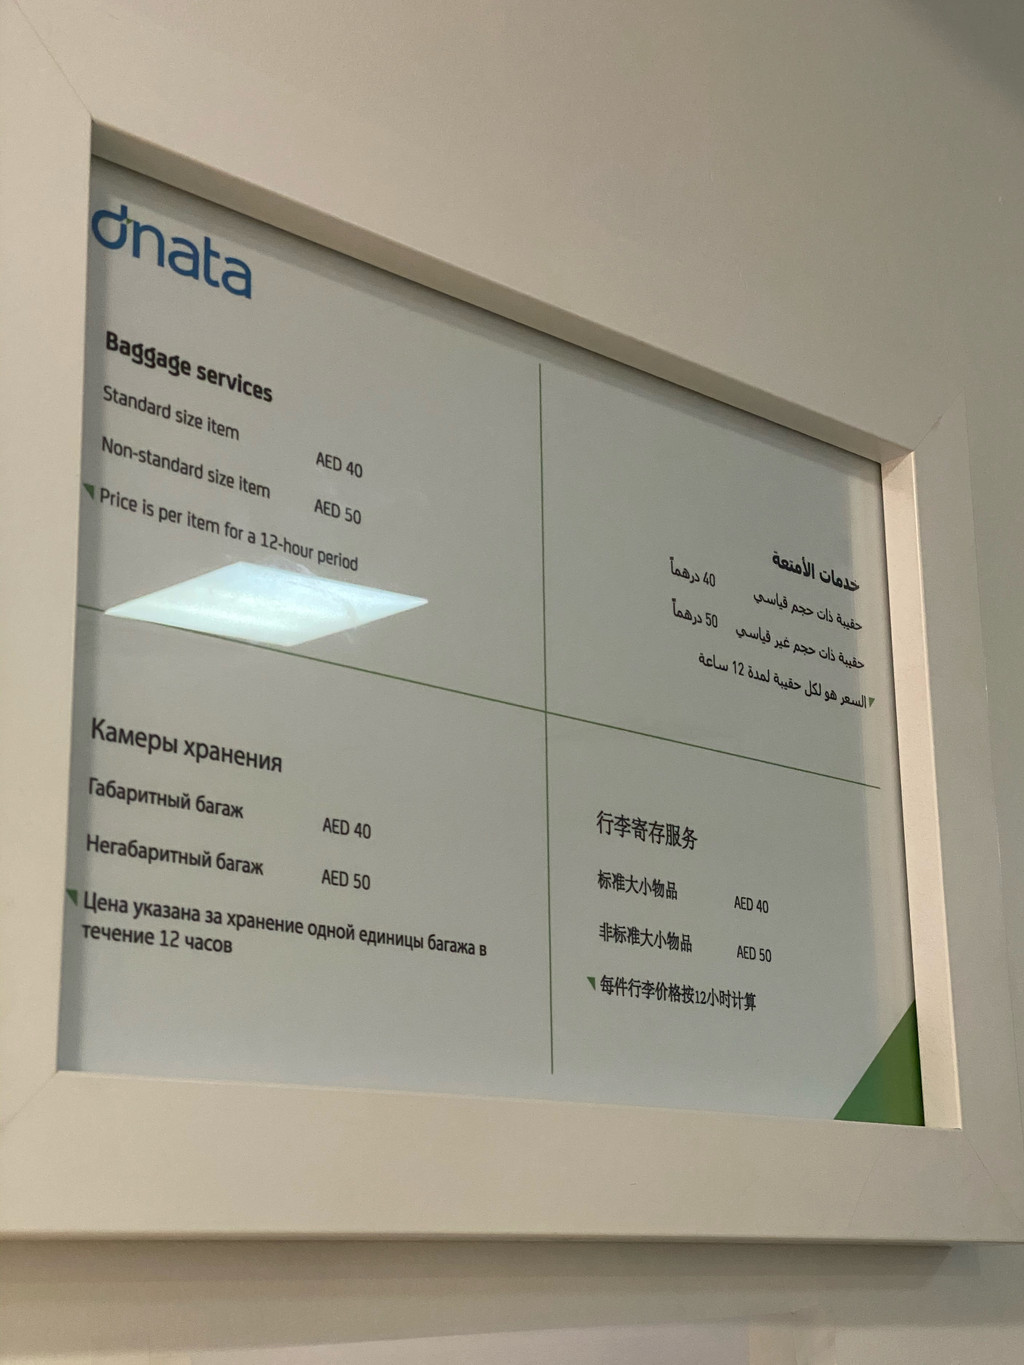 dnata
Baggage services
Standard size item AED 40
Non-standard size item AED 50
Price is per item for a 12-hour period
خدمات الأمتعة
حقيبة ذات حجم قياسي 40 درهماً
حقيبة ذات حجم غير قياسي 50 درهماً
السعر هو لكل حقيبة لمدة 12 ساعة
Камеры хранения
Габаритный багаж AED 40
Негабаритный багаж AED 50
Цена указана за хранение одной единицы багажа в
течение 12 часов
行李寄存服务
标准大小物品 AED 40
非标准大小物品 AED 50
每件行李价格按12小时计算